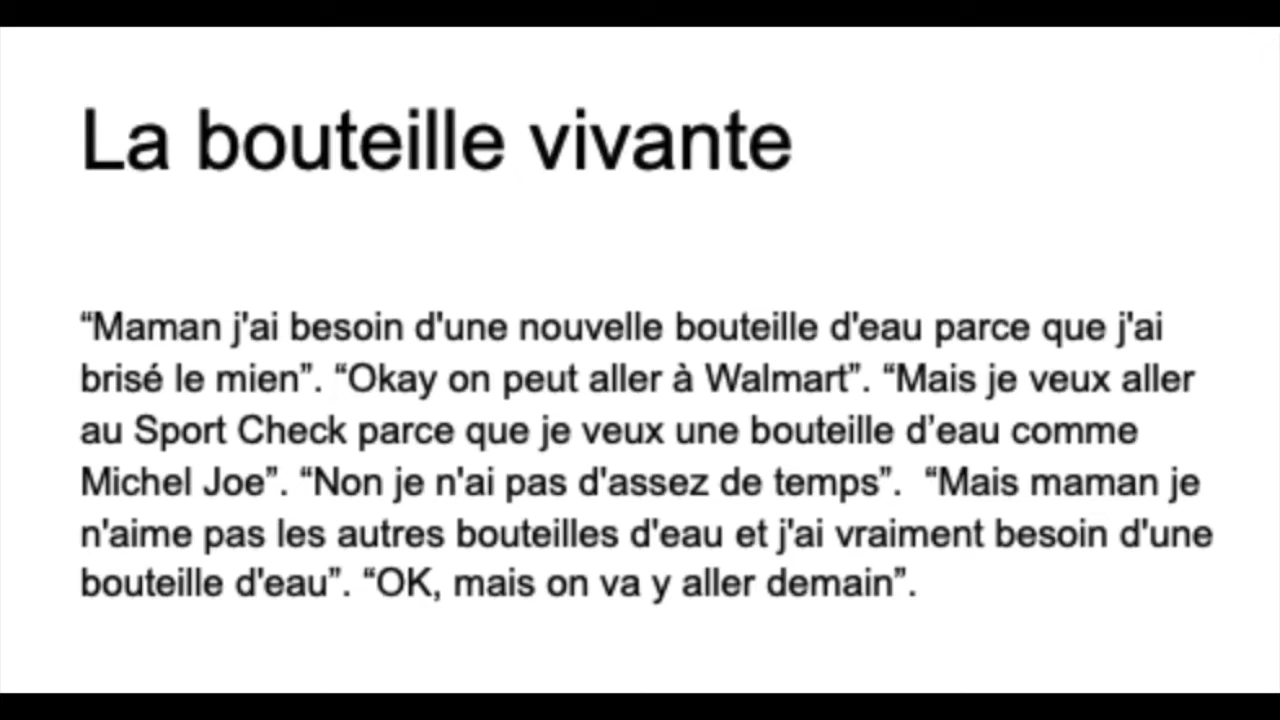 La bouteille vivante
“Maman j'ai besoin d'une nouvelle bouteille d'eau parce que j'ai
brisé le mien”. “Okay on peut aller à Walmart”. “Mais je veux aller
au Sport Check parce que je veux une bouteille d’eau comme
Michel Joe”. “Non je n'ai pas d'assez de temps”.  “Mais maman je
n'aime pas les autres bouteilles d'eau et j'ai vraiment besoin d'une
bouteille d'eau”. “OK, mais on va y aller demain”.